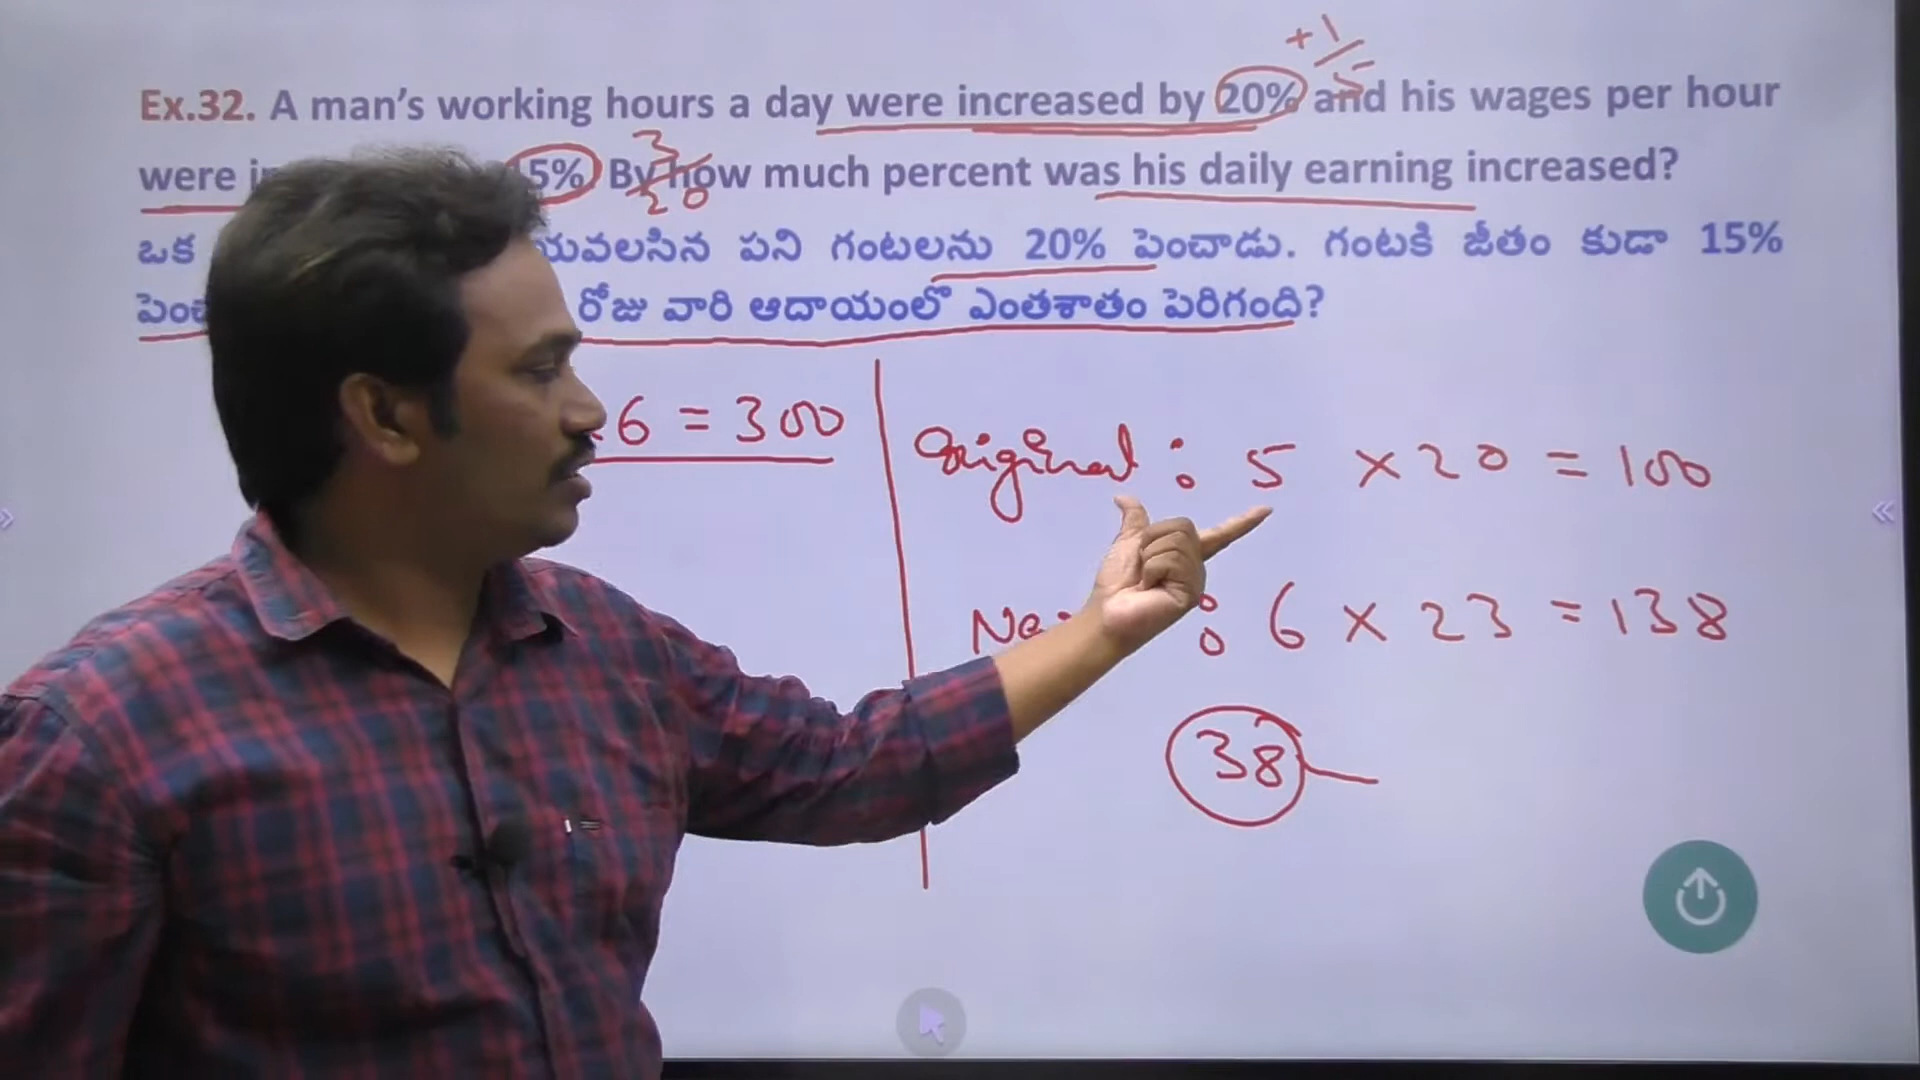 +1/5
Ex.32. A man's working hours a day were increased by 20% and his wages per hour
3/20
were 5% By how much percent was his daily earning increased?
ఒక పని గంటలను 20% పెంచాడు. గంటకి జీతం కుడా 15%
రోజు వారి ఆదాయంలొ ఎంతశాతం పెరిగింది?
6 = 300
Original : 5 × 20 = 100
: 6 × 23 = 138
38